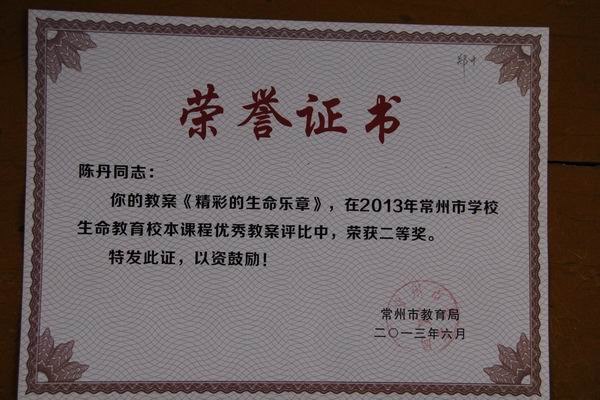 荣誉证书
陈丹同志：
你的教案《精彩的生命乐章》，在2013年常州市学校
生命教育校本课程优秀教案评比中，荣获二等奖。
特发此证，以资鼓励！
常州市教育局
二〇一三年六月